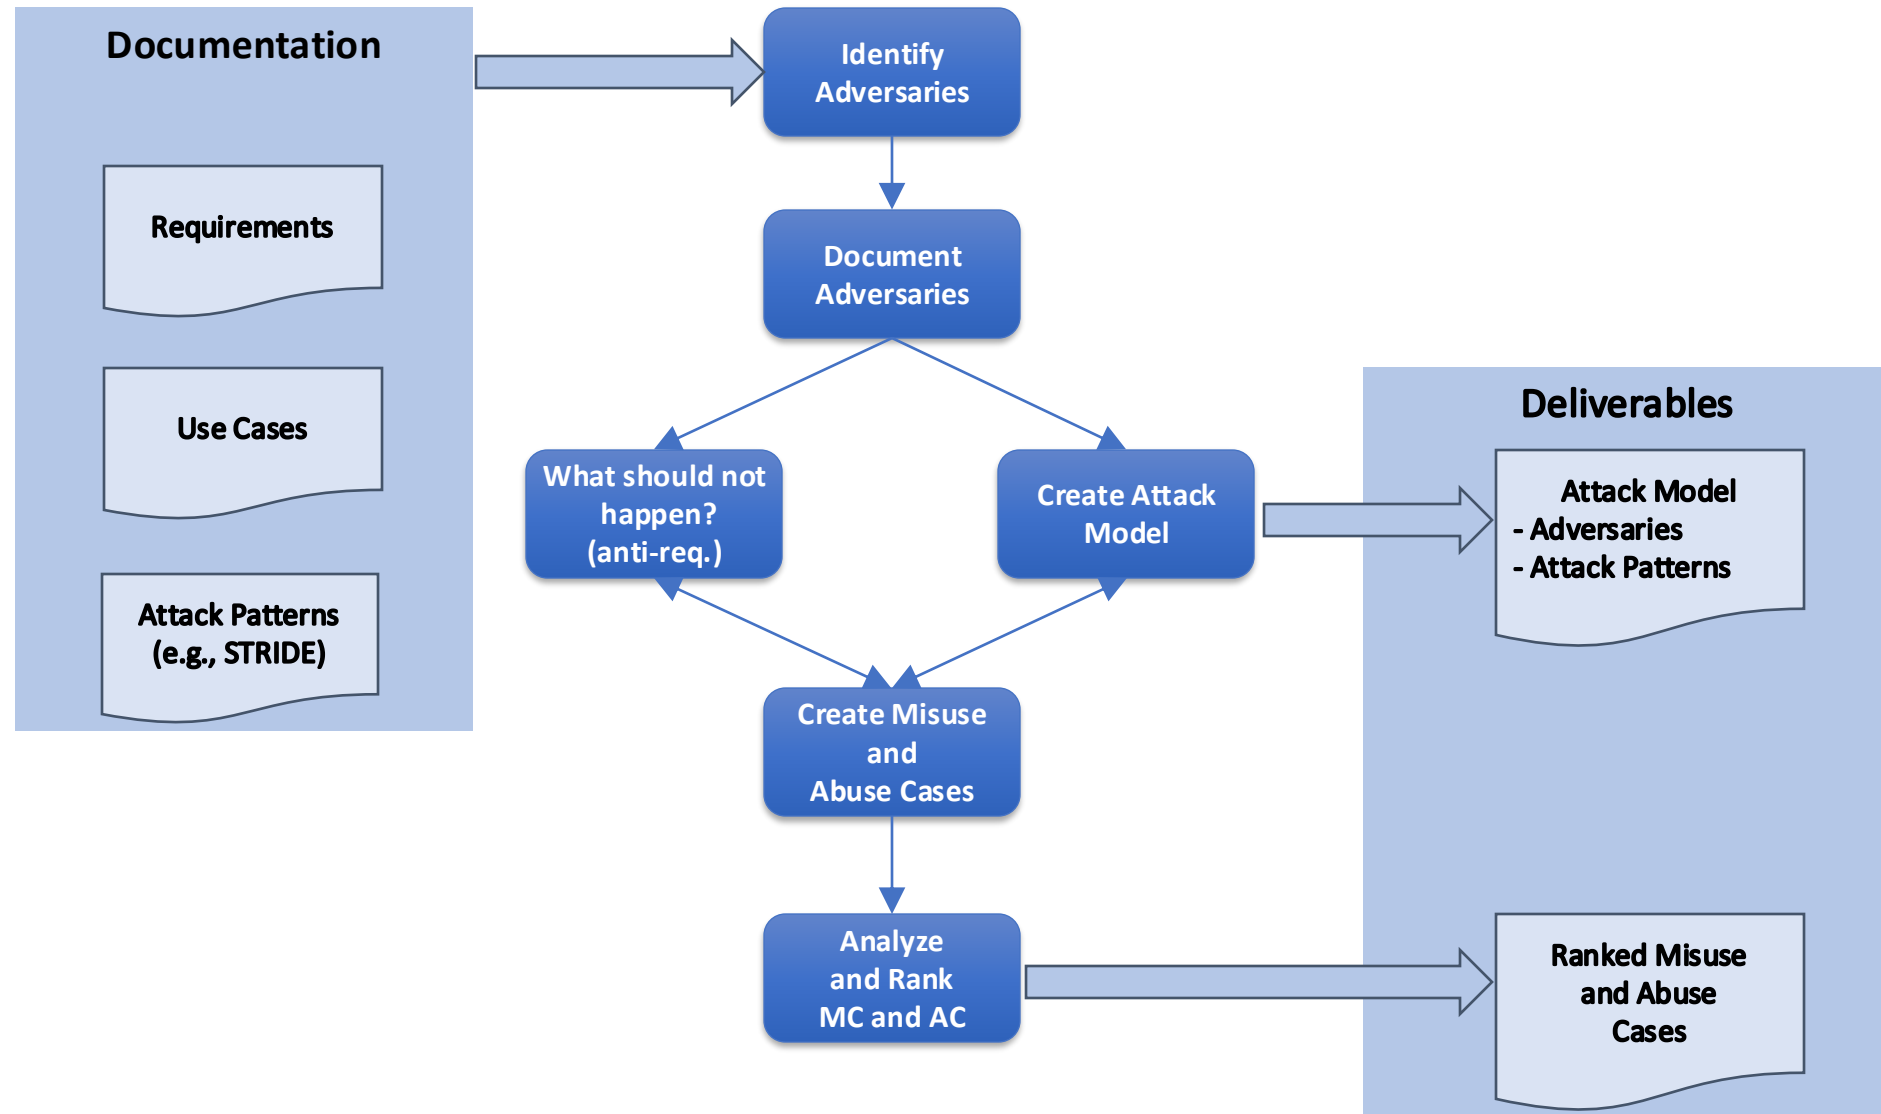 Documentation
Requirements
Use Cases
Attack Patterns
(e.g., STRIDE)
Identify
Adversaries
Document
Adversaries
What should not
happen?
(anti-req.)
Create Attack
Model
Create Misuse
and
Abuse Cases
Analyze
and Rank
MC and AC
Deliverables
Attack Model
- Adversaries
- Attack Patterns
Ranked Misuse
and Abuse
Cases